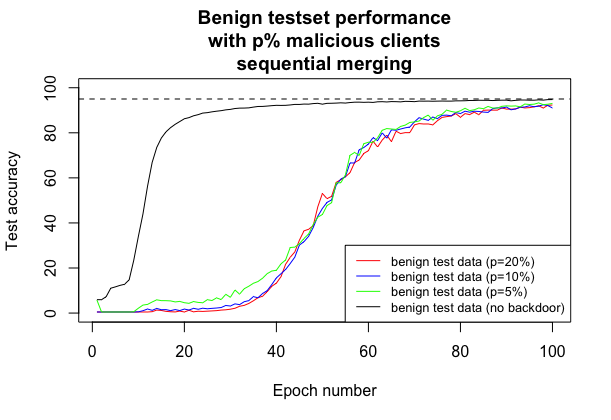 Benign testset performance
with p% malicious clients
sequential merging
Test accuracy
100
80
60
40
20
0
benign test data (p=20%)
benign test data (p=10%)
benign test data (p=5%)
benign test data (no backdoor)
0 20 40 60 80 100
Epoch number